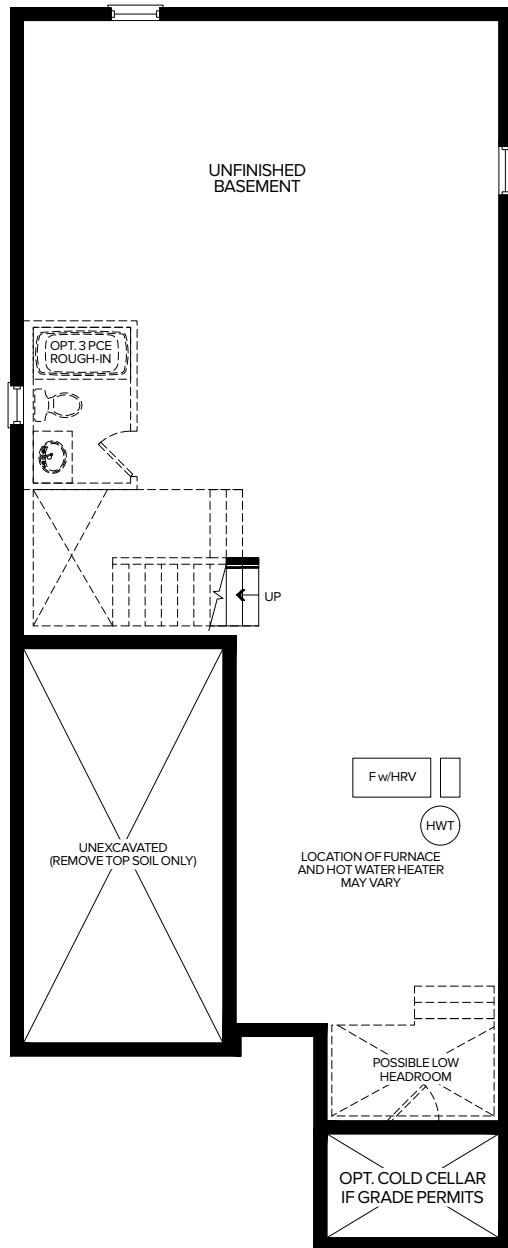 UNFINISHED
BASEMENT
OPT. 3 PCE
ROUGH-IN
UP
F w/HRV
HWT
UNEXCAVATED
(REMOVE TOP SOIL ONLY)
LOCATION OF FURNACE
AND HOT WATER HEATER
MAY VARY
POSSIBLE LOW
HEADROOM
OPT. COLD CELLAR
IF GRADE PERMITS